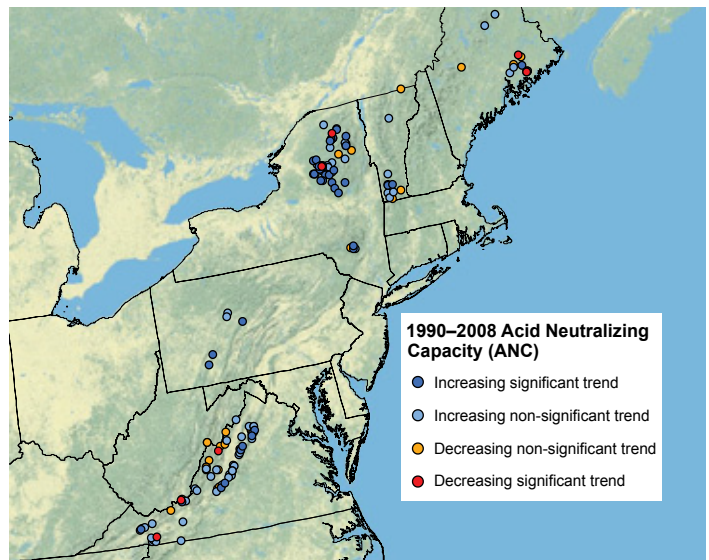 1990–2008 Acid Neutralizing
Capacity (ANC)
Increasing significant trend
Increasing non-significant trend
Decreasing non-significant trend
Decreasing significant trend